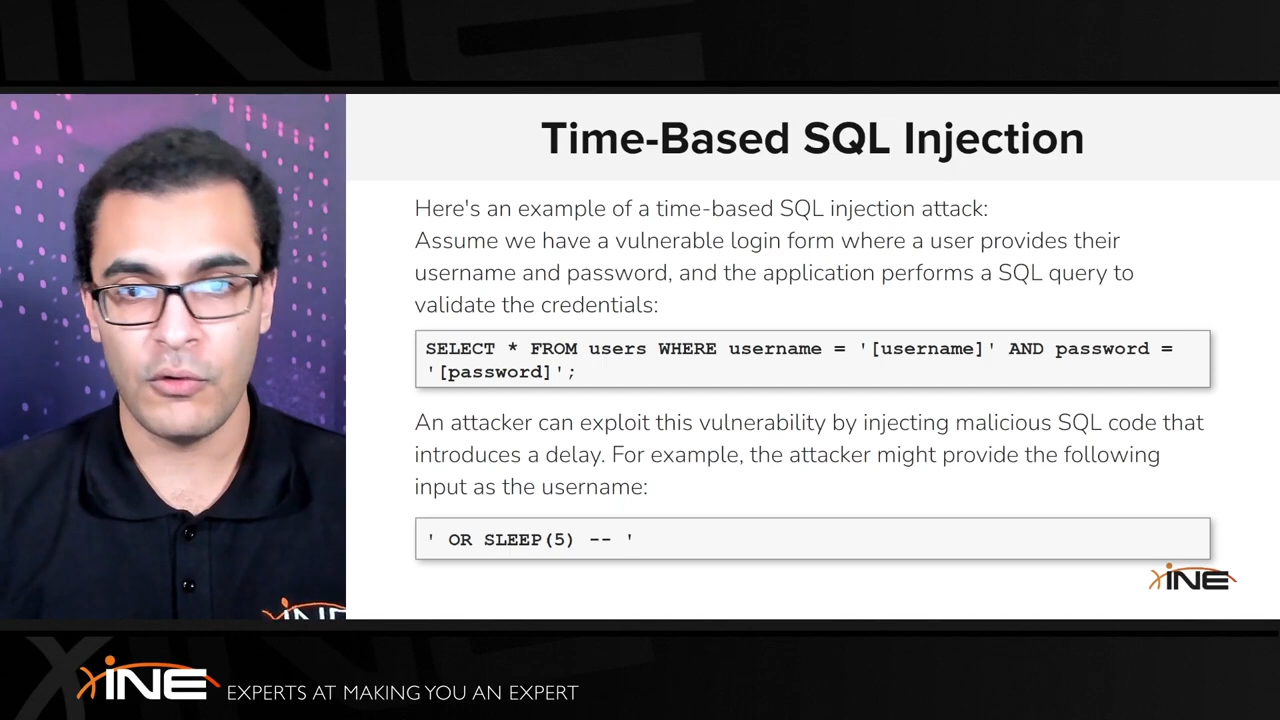 Time-Based SQL Injection
Here's an example of a time-based SQL injection attack:
Assume we have a vulnerable login form where a user provides their
username and password, and the application performs a SQL query to
validate the credentials:
SELECT * FROM users WHERE username = '[username]' AND password =
'[password]';
An attacker can exploit this vulnerability by injecting malicious SQL code that
introduces a delay. For example, the attacker might provide the following
input as the username:
' OR SLEEP(5) -- '
INE
INE
INE EXPERTS AT MAKING YOU AN EXPERT